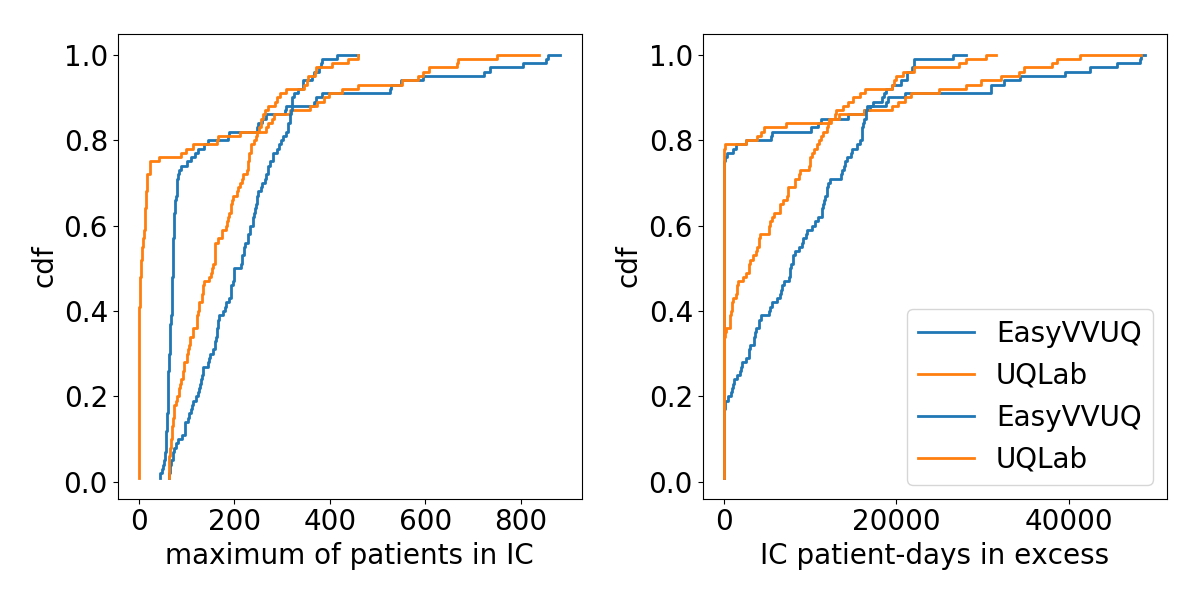 1.0
0.8
0.6
0.4
0.2
0.0
cdf
0 200 400 600 800
maximum of patients in IC
1.0
0.8
0.6
0.4
0.2
0.0
cdf
EasyVVUQ
UQLab
EasyVVUQ
UQLab
0 20000 40000
IC patient-days in excess